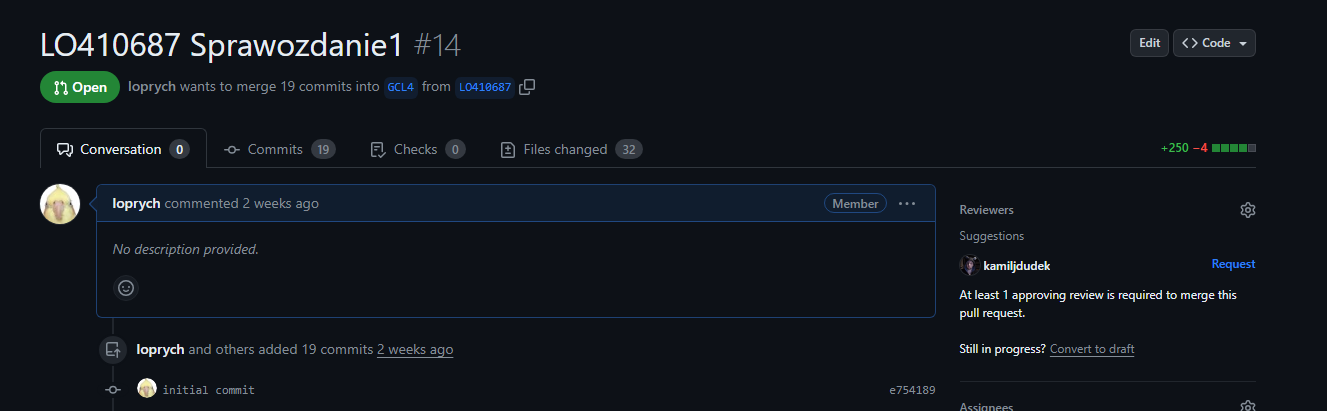 LO410687 Sprawozdanie1 #14
Edit
Code
Open
loprych wants to merge 19 commits into GCL4 from LO410687
Conversation 0
Commits 19
Checks 0
Files changed 32
+250 −4
loprych commented 2 weeks ago
Member
No description provided.
loprych and others added 19 commits 2 weeks ago
initial commit
e754189
Reviewers
Suggestions
kamiljdudek
Request
At least 1 approving review is required to merge this
pull request.
Still in progress? Convert to draft
Assignees